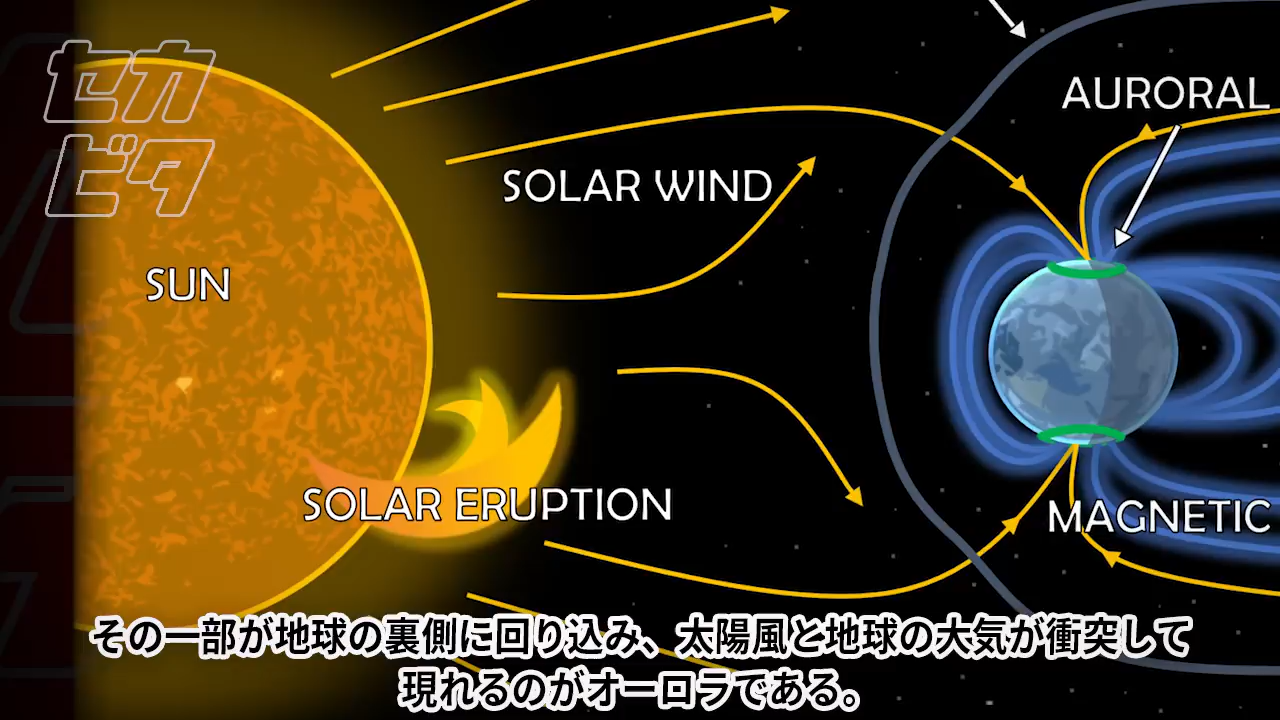 セカ
ビタ
AURORAL
SOLAR WIND
SUN
SOLAR ERUPTION
MAGNETIC
その一部が地球の裏側に回り込み、太陽風と地球の大気が衝突して
現れるのがオーロラである。